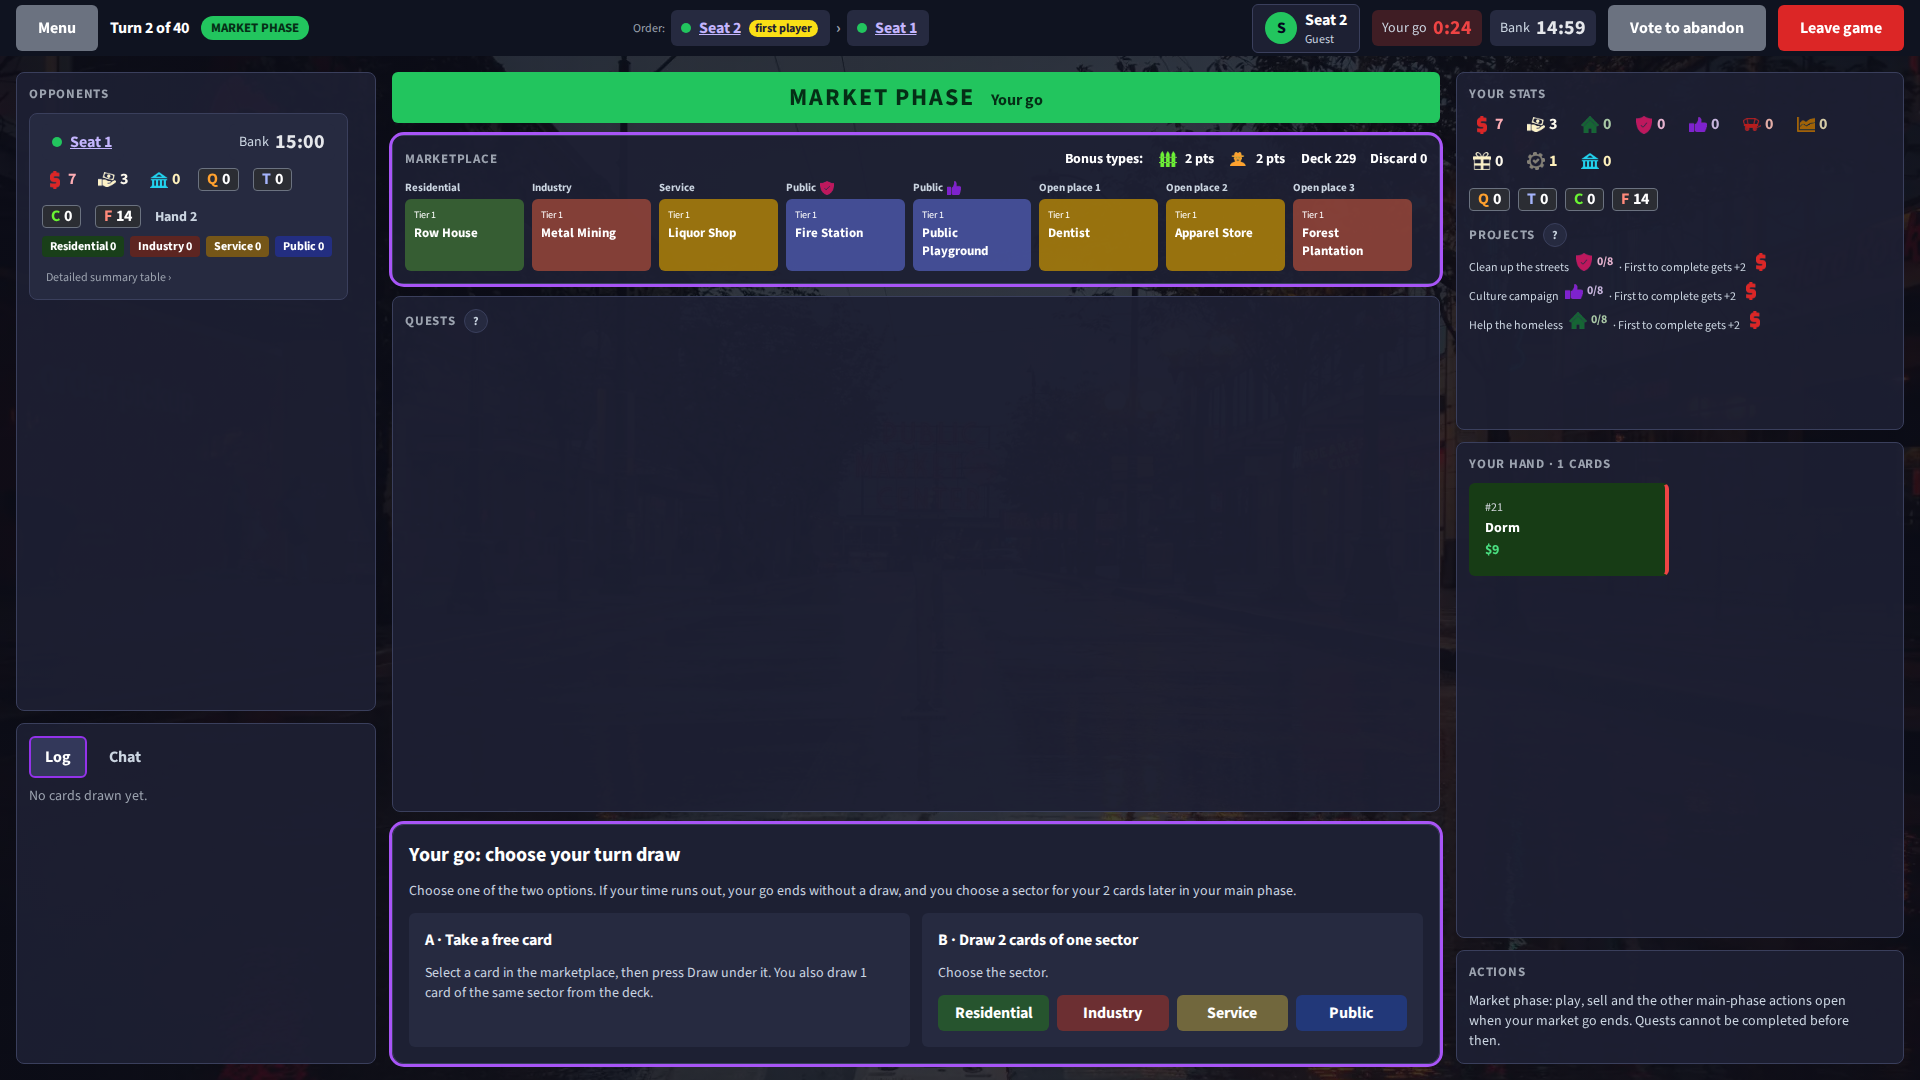 Menu
Turn 2 of 40
MARKET PHASE
Order:
Seat 2
first player
›
Seat 1
S
Seat 2
Guest
Your go 0:24
Bank 14:59
Vote to abandon
Leave game
OPPONENTS
Seat 1
Bank 15:00
7
3
0
Q 0
T 0
C 0
F 14
Hand 2
Residential 0
Industry 0
Service 0
Public 0
Detailed summary table ›
Log
Chat
No cards drawn yet.
MARKET PHASE Your go
MARKETPLACE
Bonus types:
2 pts
2 pts
Deck 229
Discard 0
Residential
Tier 1
Row House
Industry
Tier 1
Metal Mining
Service
Tier 1
Liquor Shop
Public
Tier 1
Fire Station
Public
Tier 1
Public
Playground
Open place 1
Tier 1
Dentist
Open place 2
Tier 1
Apparel Store
Open place 3
Tier 1
Forest
Plantation
QUESTS ?
Your go: choose your turn draw
Choose one of the two options. If your time runs out, your go ends without a draw, and you choose a sector for your 2 cards later in your main phase.
A · Take a free card
Select a card in the marketplace, then press Draw under it. You also draw 1
card of the same sector from the deck.
B · Draw 2 cards of one sector
Choose the sector.
Residential
Industry
Service
Public
YOUR STATS
7
3
0
0
0
0
0
0
1
0
Q 0
T 0
C 0
F 14
PROJECTS ?
Clean up the streets 0/8 · First to complete gets +2
Culture campaign 0/8 · First to complete gets +2
Help the homeless 0/8 · First to complete gets +2
YOUR HAND · 1 CARDS
#21
Dorm
$9
ACTIONS
Market phase: play, sell and the other main-phase actions open
when your market go ends. Quests cannot be completed before
then.